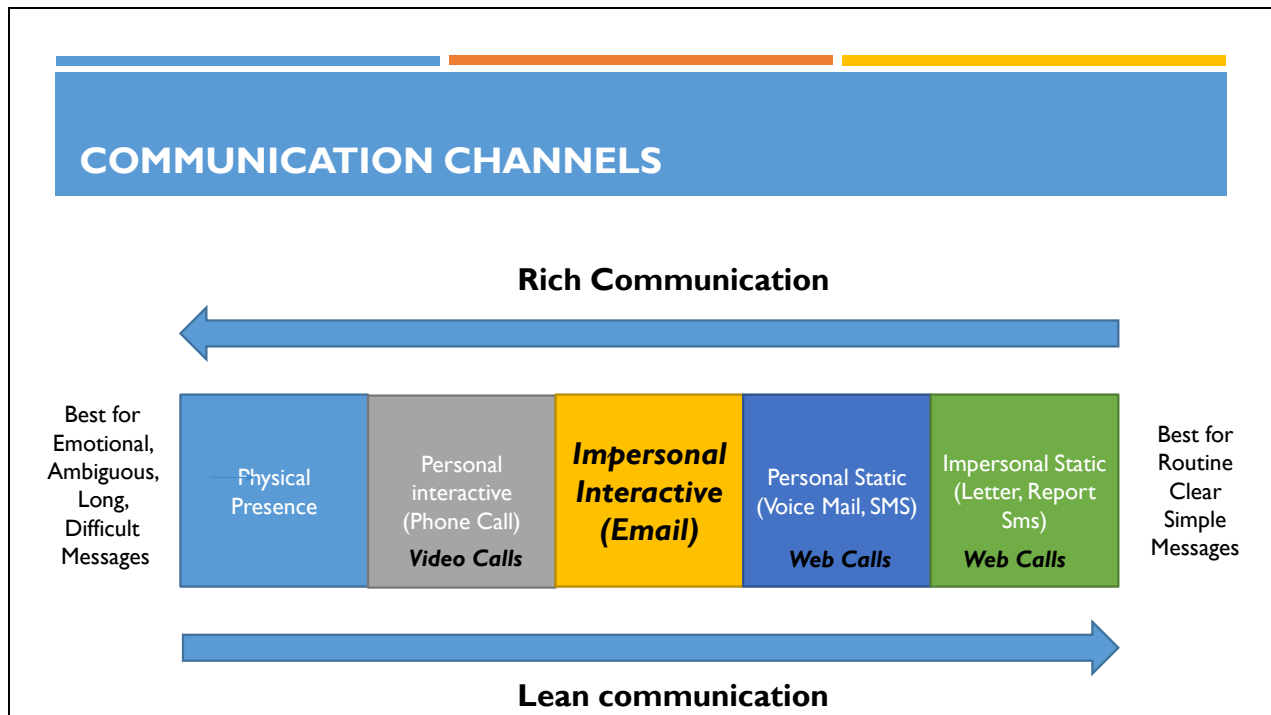 COMMUNICATION CHANNELS
Rich Communication
Best for
Emotional,
Ambiguous,
Long,
Difficult
Messages
Physical
Presence
Personal
interactive
(Phone Call)
Video Calls
Impersonal
Interactive
(Email)
Personal Static
(Voice Mail, SMS)
Web Calls
Impersonal Static
(Letter, Report
Sms)
Web Calls
Best for
Routine
Clear
Simple
Messages
Lean communication